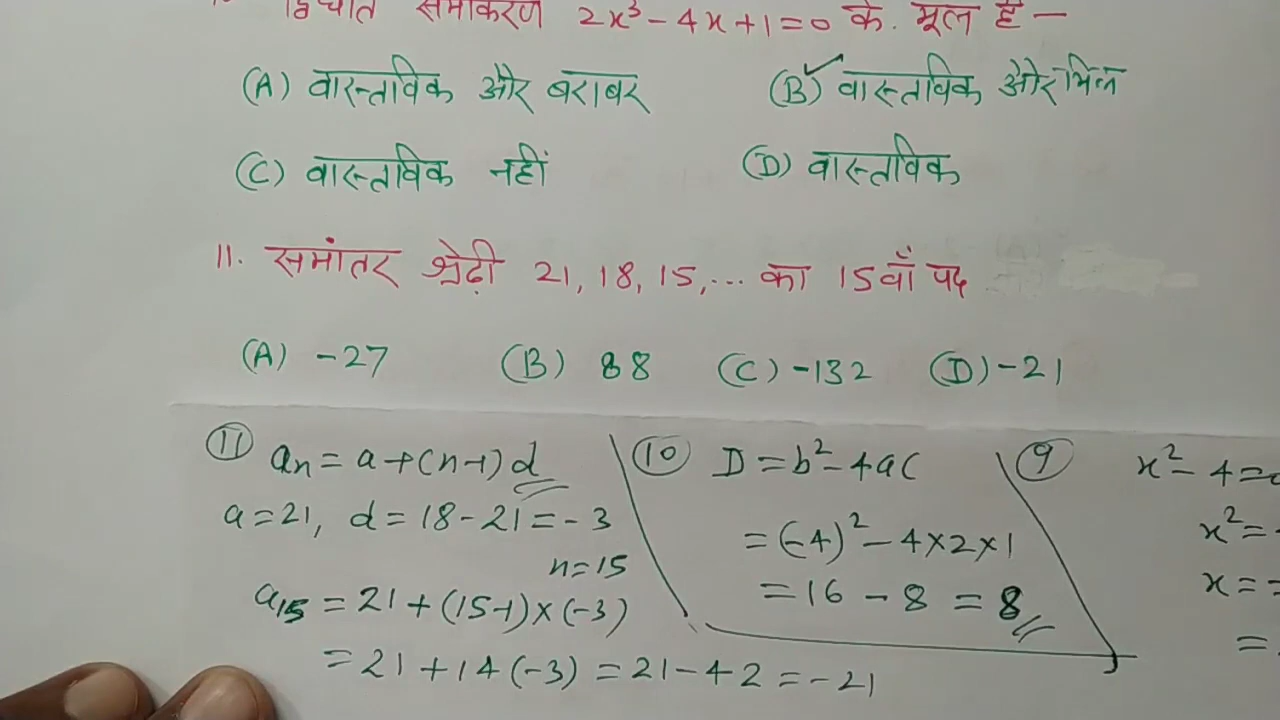 द्विघात समीकरण 2x³ - 4x + 1 = 0 के. मूल हैं —
(A) वास्तविक और बराबर (B) वास्तविक और भिन्न
(C) वास्तविक नहीं (D) वास्तविक
11. समांतर श्रेढ़ी 21, 18, 15, ... का 15वाँ पद
(A) -27 (B) 88 (C) -132 (D) -21
(11) an = a + (n-1) d
a = 21, d = 18 - 21 = -3
n = 15
a15 = 21 + (15-1) × (-3)
= 21 + 14 (-3) = 21 - 42 = -21
(10) D = b² - 4ac
= (-4)² - 4×2×1
= 16 - 8 = 8
(9) x² - 4 = 0
x² =
x =
=